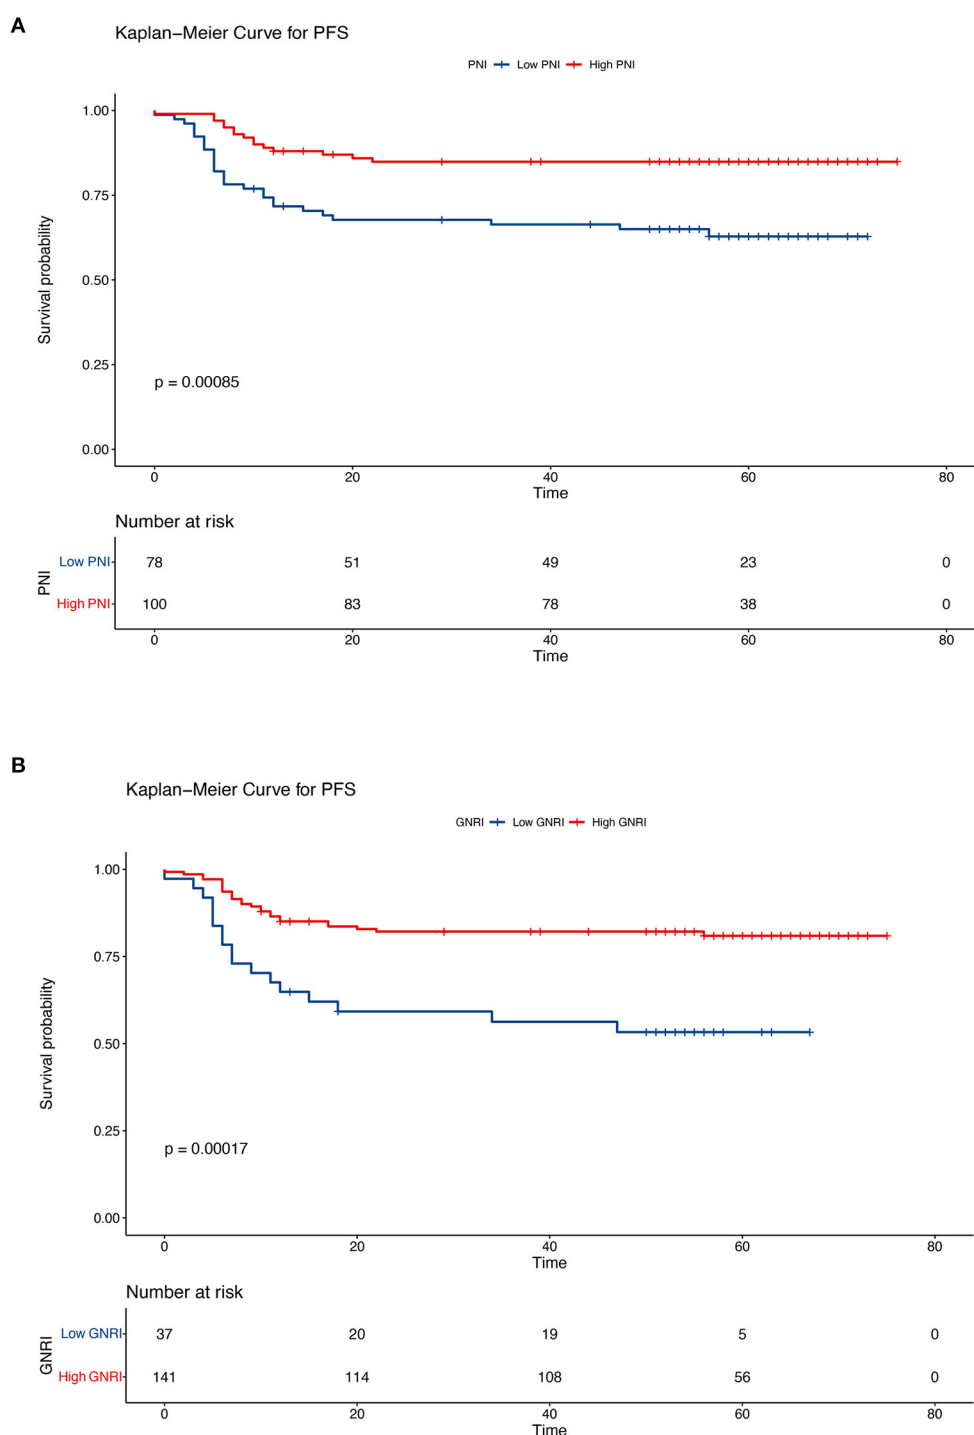 A
Kaplan−Meier Curve for PFS
PNI Low PNI High PNI
1.00
0.75
0.50
0.25
0.00
Survival probability
p = 0.00085
0 20 40 60 80
Time
Number at risk
PNI
Low PNI 78 51 49 23 0
High PNI 100 83 78 38 0
0 20 40 60 80
Time
B
Kaplan−Meier Curve for PFS
GNRI Low GNRI High GNRI
1.00
0.75
0.50
0.25
0.00
Survival probability
p = 0.00017
0 20 40 60 80
Time
Number at risk
GNRI
Low GNRI 37 20 19 5 0
High GNRI 141 114 108 56 0
0 20 40 60 80
Time